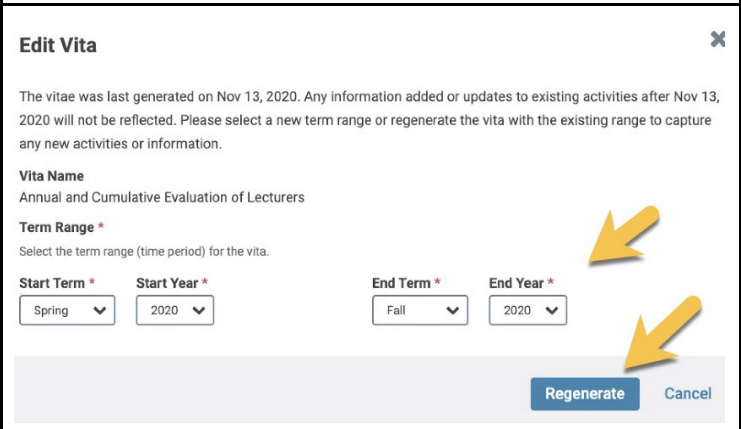 Edit Vita
The vitae was last generated on Nov 13, 2020. Any information added or updates to existing activities after Nov 13,
2020 will not be reflected. Please select a new term range or regenerate the vita with the existing range to capture
any new activities or information.
Vita Name
Annual and Cumulative Evaluation of Lecturers
Term Range *
Select the term range (time period) for the vita.
Start Term * Start Year * End Term * End Year *
Spring 2020 Fall 2020
Regenerate Cancel